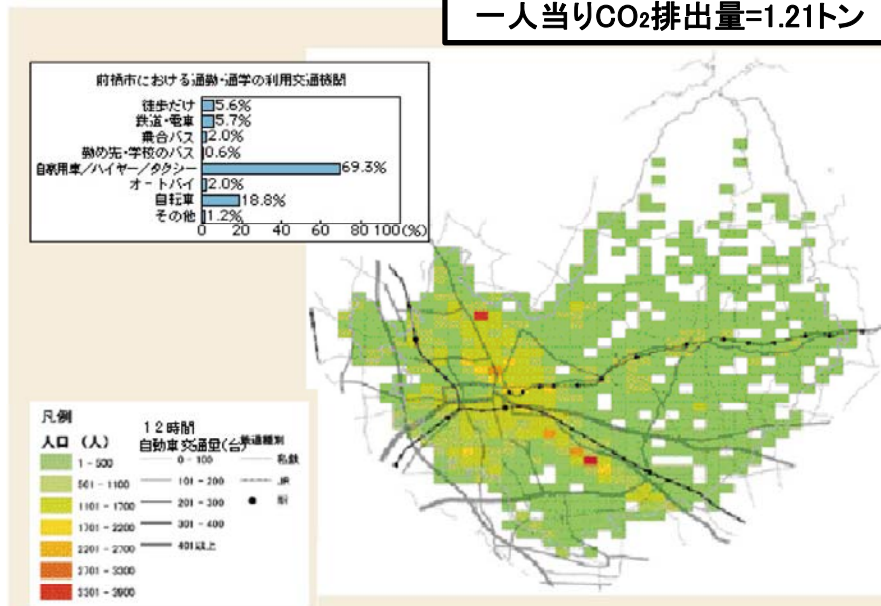 一人当りCO₂排出量=1.21トン
前橋市における通勤・通学の利用交通機関
徒歩だけ 5.6%
鉄道・電車 5.7%
乗合バス 2.0%
勤め先・学校のバス 0.6%
自家用車/ハイヤー/タクシー 69.3%
オートバイ 2.0%
自転車 18.8%
その他 1.2%
0 20 40 60 80 100(%)
凡例
人口 (人)
1 - 500
501 - 1100
1101 - 1700
1701 - 2200
2201 - 2700
2701 - 3300
3301 - 3900
12時間
自動車交通量(台)
0 - 100
101 - 200
201 - 300
301 - 400
401以上
鉄道種別
私鉄
JR
駅